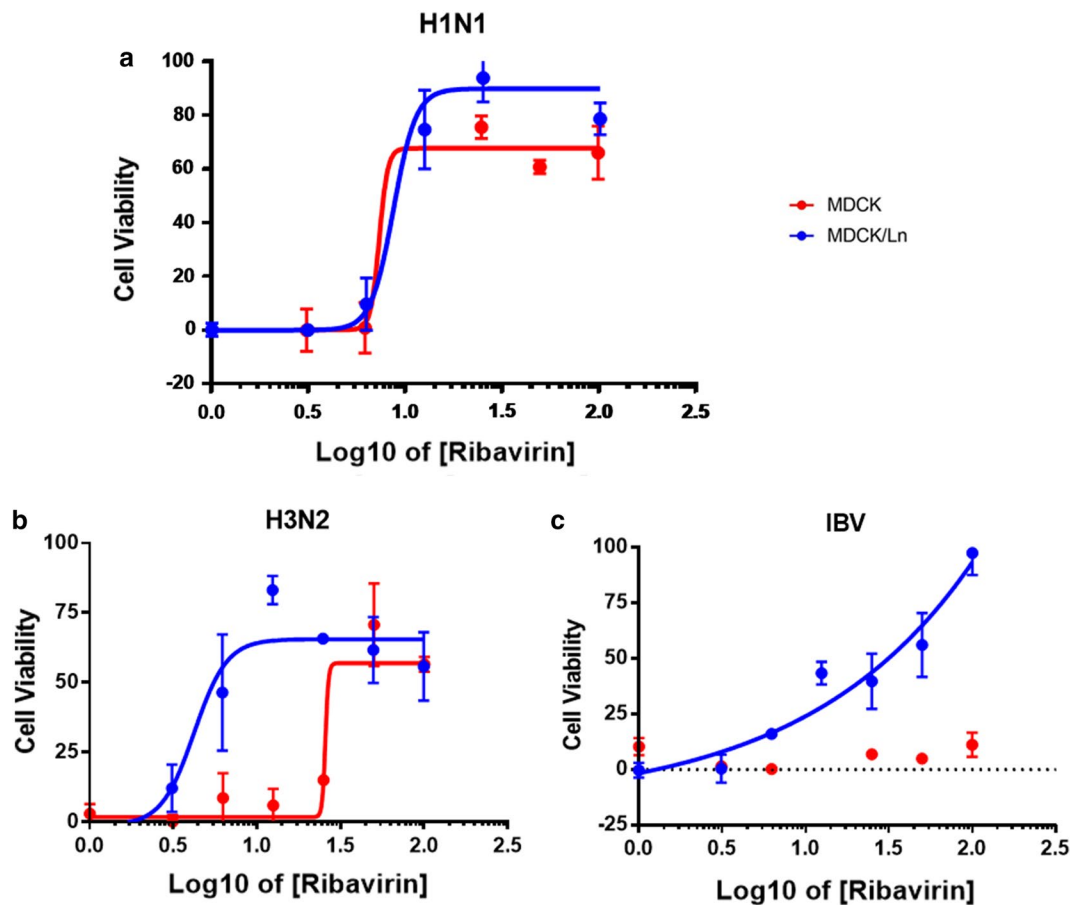 H1N1
a
100
80
60
40
20
0
-20
Cell Viability
0.0 0.5 1.0 1.5 2.0 2.5
Log10 of [Ribavirin]
MDCK
MDCK/Ln
b
H3N2
100
75
50
25
0
Cell Viability
0.0 0.5 1.0 1.5 2.0 2.5
Log10 of [Ribavirin]
c
IBV
100
75
50
25
0
-25
Cell Viability
0.0 0.5 1.0 1.5 2.0 2.5
Log10 of [Ribavirin]